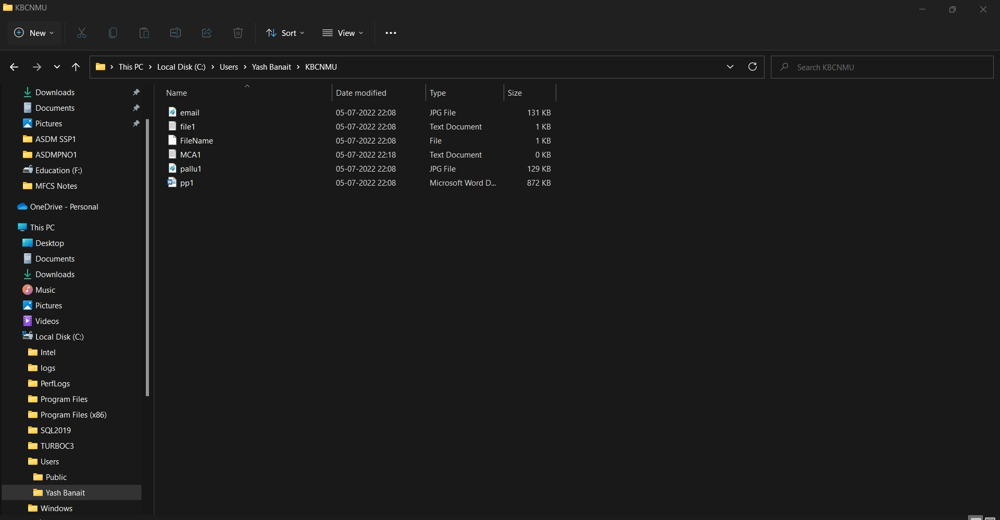 KBCNMU
New Sort View
This PC > Local Disk (C:) > Users > Yash Banait > KBCNMU Search KBCNMU
Downloads
Documents
Pictures
ASDM SSP1
ASDMPNO1
Education (F:)
MFCS Notes
OneDrive - Personal
This PC
Desktop
Documents
Downloads
Music
Pictures
Videos
Local Disk (C:)
Intel
logs
PerfLogs
Program Files
Program Files (x86)
SQL2019
TURBOC3
Users
Public
Yash Banait
Windows
Name Date modified Type Size
email 05-07-2022 22:08 JPG File 131 KB
file1 05-07-2022 22:08 Text Document 1 KB
FileName 05-07-2022 22:08 File 1 KB
MCA1 05-07-2022 22:18 Text Document 0 KB
pallu1 05-07-2022 22:08 JPG File 129 KB
pp1 05-07-2022 22:08 Microsoft Word D... 872 KB